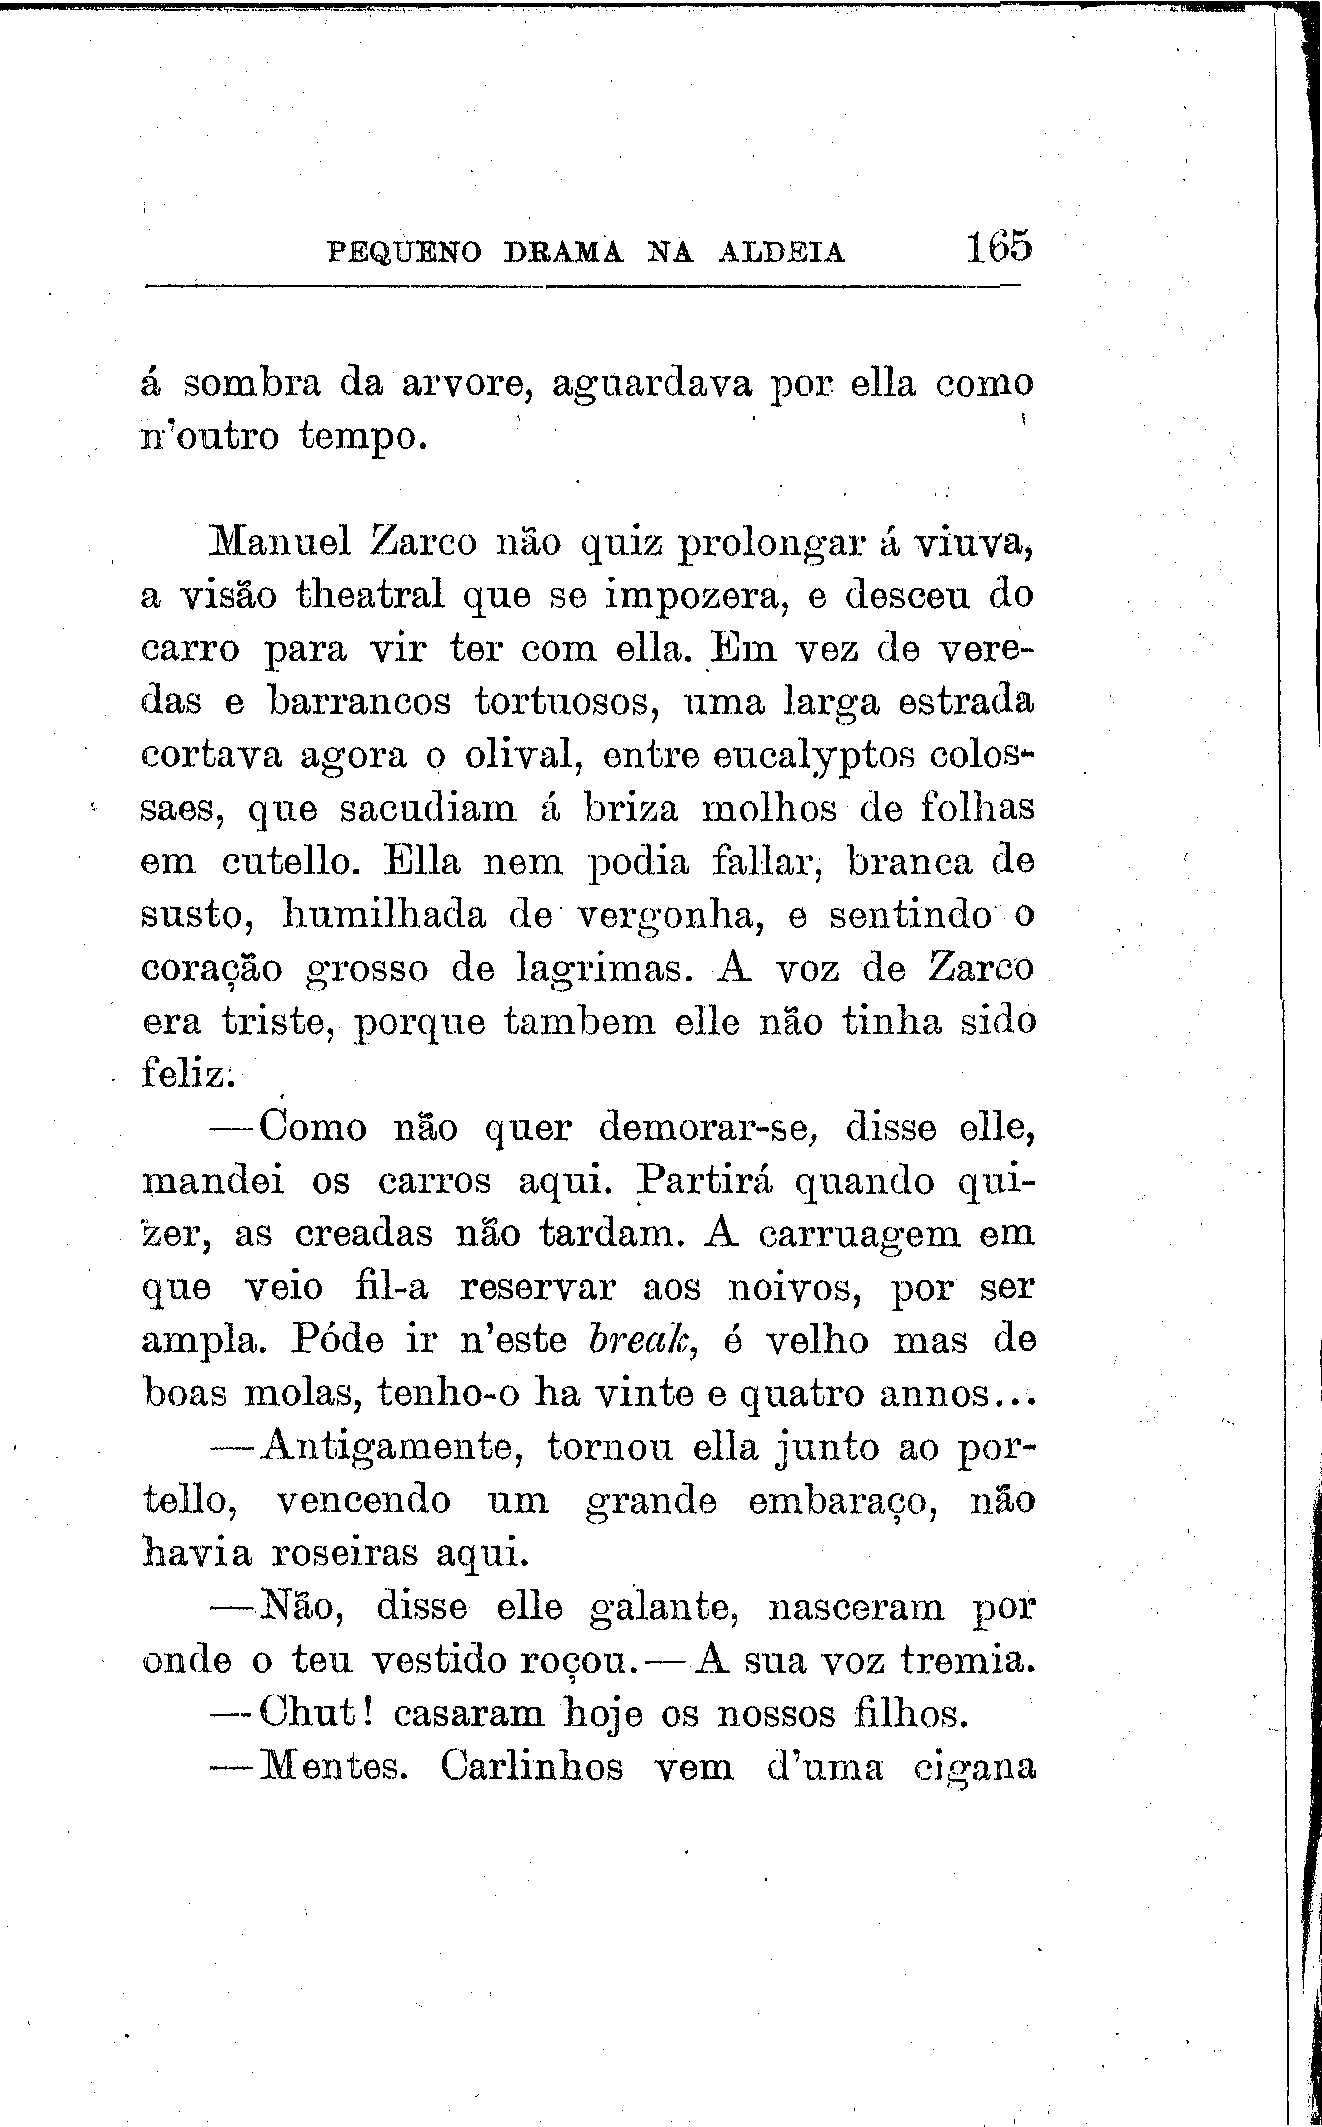 PEQUENO DRAMA NA ALDEIA 165
á sombra da arvore, aguardava por ella como
n'outro tempo.
Manuel Zarco não quiz prolongar á viuva,
a visão theatral que se impozera, e desceu do
carro para vir ter com ella. Em vez de vere-
das e barrancos tortuosos, uma larga estrada
cortava agora o olival, entre eucalyptos colos-
saes, que sacudiam á briza molhos de folhas
em cutello. Ella nem podia fallar, branca de
susto, humilhada de vergonha, e sentindo o
coração grosso de lagrimas. A voz de Zarco
era triste, porque tambem elle não tinha sido
feliz.
—Como não quer demorar-se, disse elle,
mandei os carros aqui. Partirá quando qui-
zer, as creadas não tardam. A carruagem em
que veio fil-a reservar aos noivos, por ser
ampla. Póde ir n'este break, é velho mas de
boas molas, tenho-o ha vinte e quatro annos...
—Antigamente, tornou ella junto ao por-
tello, vencendo um grande embaraço, não
havia roseiras aqui.
—Não, disse elle galante, nasceram por
onde o teu vestido roçou.—A sua voz tremia.
—Chut! casaram hoje os nossos filhos.
—Mentes. Carlinhos vem d'uma cigana